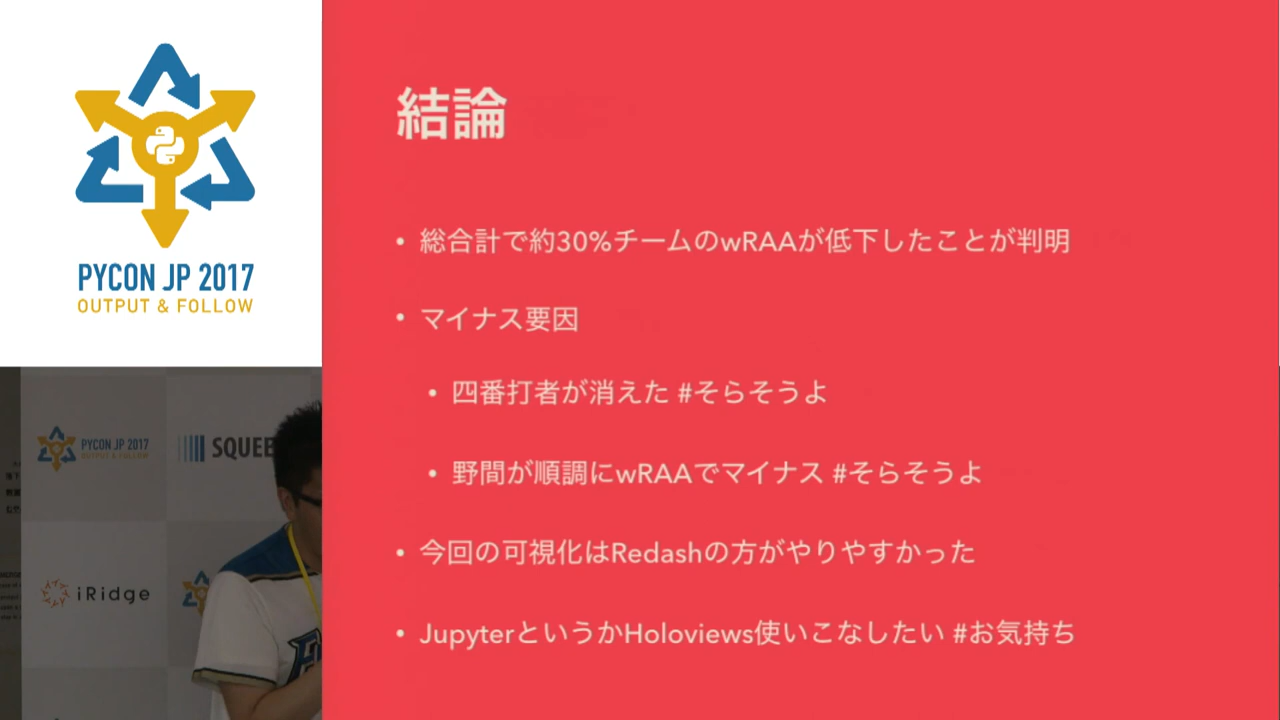 PYCON JP 2017
OUTPUT & FOLLOW
結論
• 総合計で約30%チームのwRAAが低下したことが判明
• マイナス要因
• 四番打者が消えた #そらそうよ
• 野間が順調にwRAAでマイナス #そらそうよ
• 今回の可視化はRedashの方がやりやすかった
• JupyterというかHoloviews使いこなしたい #お気持ち
PYCON JP 2017
OUTPUT & FOLLOW
iRidge